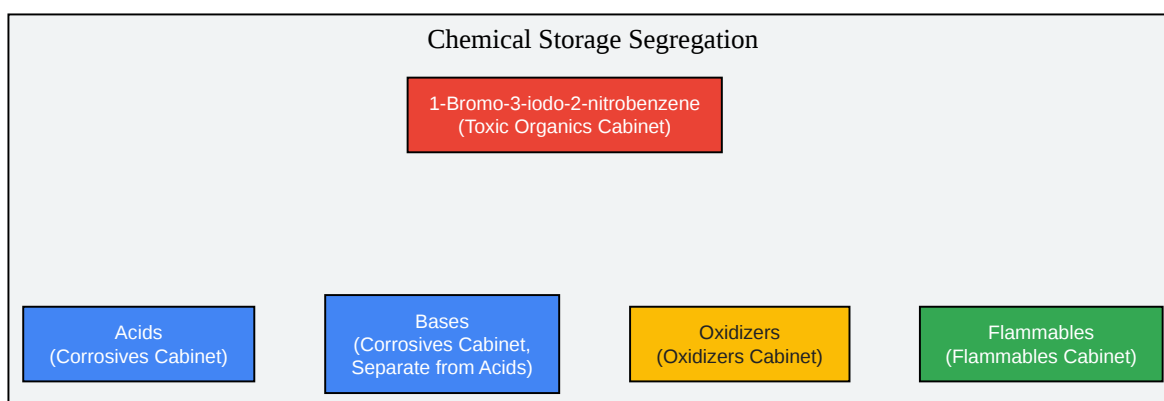 Chemical Storage Segregation
1-Bromo-3-iodo-2-nitrobenzene
(Toxic Organics Cabinet)
Acids
(Corrosives Cabinet)
Bases
(Corrosives Cabinet,
Separate from Acids)
Oxidizers
(Oxidizers Cabinet)
Flammables
(Flammables Cabinet)